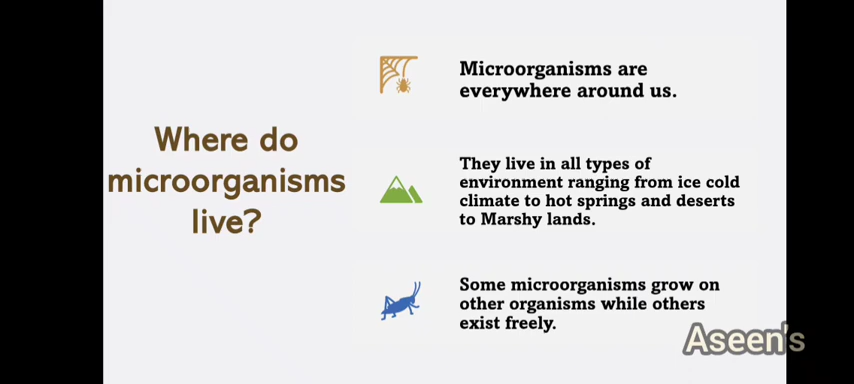 Where do
microorganisms
live?
Microorganisms are
everywhere around us.
They live in all types of
environment ranging from ice cold
climate to hot springs and deserts
to Marshy lands.
Some microorganisms grow on
other organisms while others
exist freely.
Aseen's